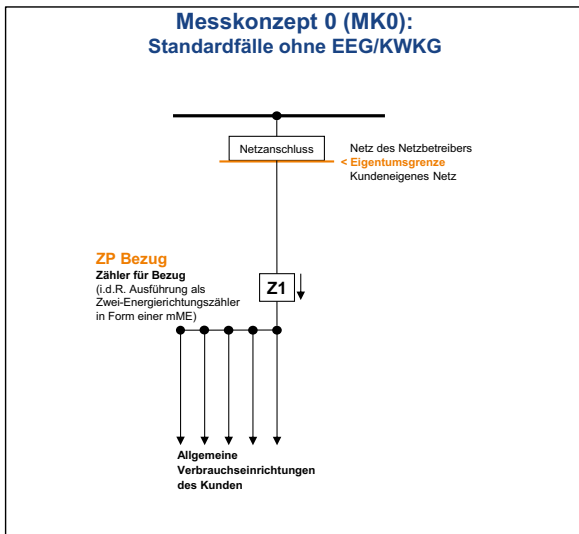 Messkonzept 0 (MK0):
Standardfälle ohne EEG/KWKG
Netzanschluss
Netz des Netzbetreibers
< Eigentumsgrenze
Kundeneigenes Netz
ZP Bezug
Zähler für Bezug
(i.d.R. Ausführung als
Zwei-Energierichtungszähler
in Form einer mME)
Z1
Allgemeine
Verbrauchseinrichtungen
des Kunden